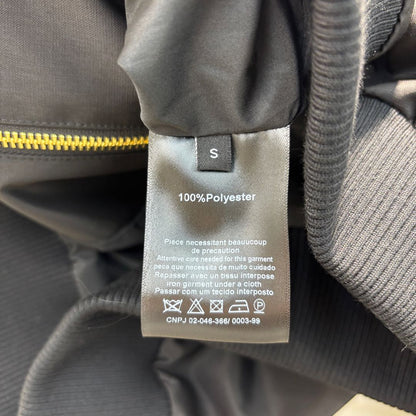 S
100%Polyester
Piece necessitant beaucoup
de precaution
Attentive care needed for this garment
peça que necessita de muito cuidado
Repasser avec un tissu interpose
iron garment under a cloth
Passar com um tecido interposto
CNPJ 02-046-366/ 0003-99